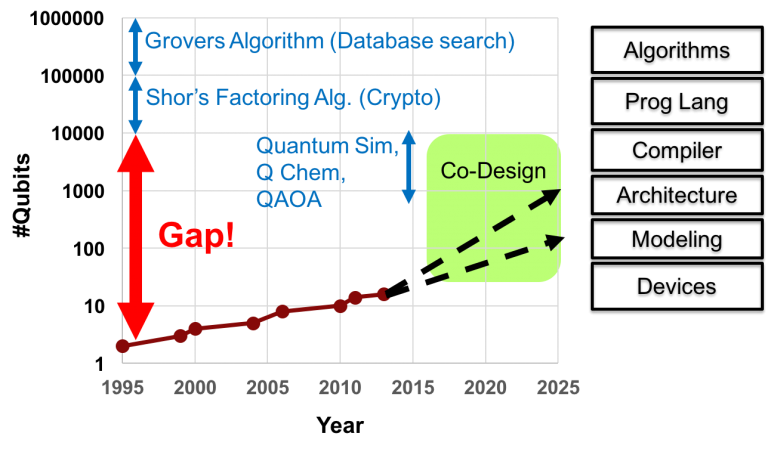 1000000
100000
10000
1000
100
10
1
#Qubits
Grovers Algorithm (Database search)
Shor's Factoring Alg. (Crypto)
Gap!
Quantum Sim,
Q Chem,
QAOA
Co-Design
1995
2000
2005
2010
2015
2020
2025
Year
Algorithms
Prog Lang
Compiler
Architecture
Modeling
Devices